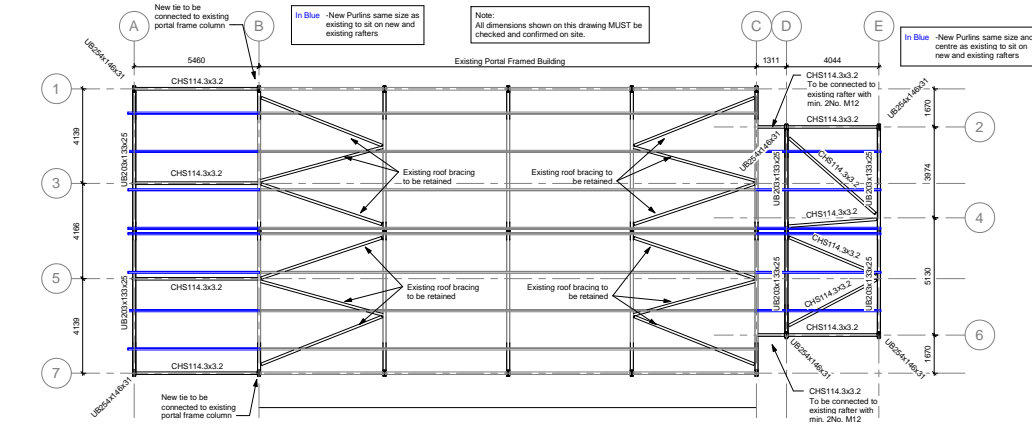 New tie to be
connected to existing
portal frame column
In Blue -New Purlins same size as
existing to sit on new and
existing rafters
Note:
All dimensions shown on this drawing MUST be
checked and confirmed on site.
In Blue -New Purlins same size and
centre as existing to sit on
new and existing rafters
A
B
C
D
E
5460
Existing Portal Framed Building
1311
4044
UB254x146x31
CHS114.3x3.2
CHS114.3x3.2
To be connected to
existing rafter with
min. 2No. M12
CHS114.3x3.2
UB254x146x31
1
2
3
4
5
6
7
4139
4166
4139
1670
3974
5130
1670
UB203x133x25
CHS114.3x3.2
Existing roof bracing
to be retained
Existing roof bracing
to be retained
UB254x146x31
UB203x133x25
CHS114.3x3.2
UB203x133x25
CHS114.3x3.2
CHS114.3x3.2
UB203x133x25
CHS114.3x3.2
Existing roof bracing
to be retained
Existing roof bracing
to be retained
UB203x133x25
CHS114.3x3.2
UB203x133x25
CHS114.3x3.2
CHS114.3x3.2
UB254x146x31
UB254x146x31
UB254x146x31
New tie to be
connected to existing
portal frame column
CHS114.3x3.2
To be connected to
existing rafter with
min. 2No. M12